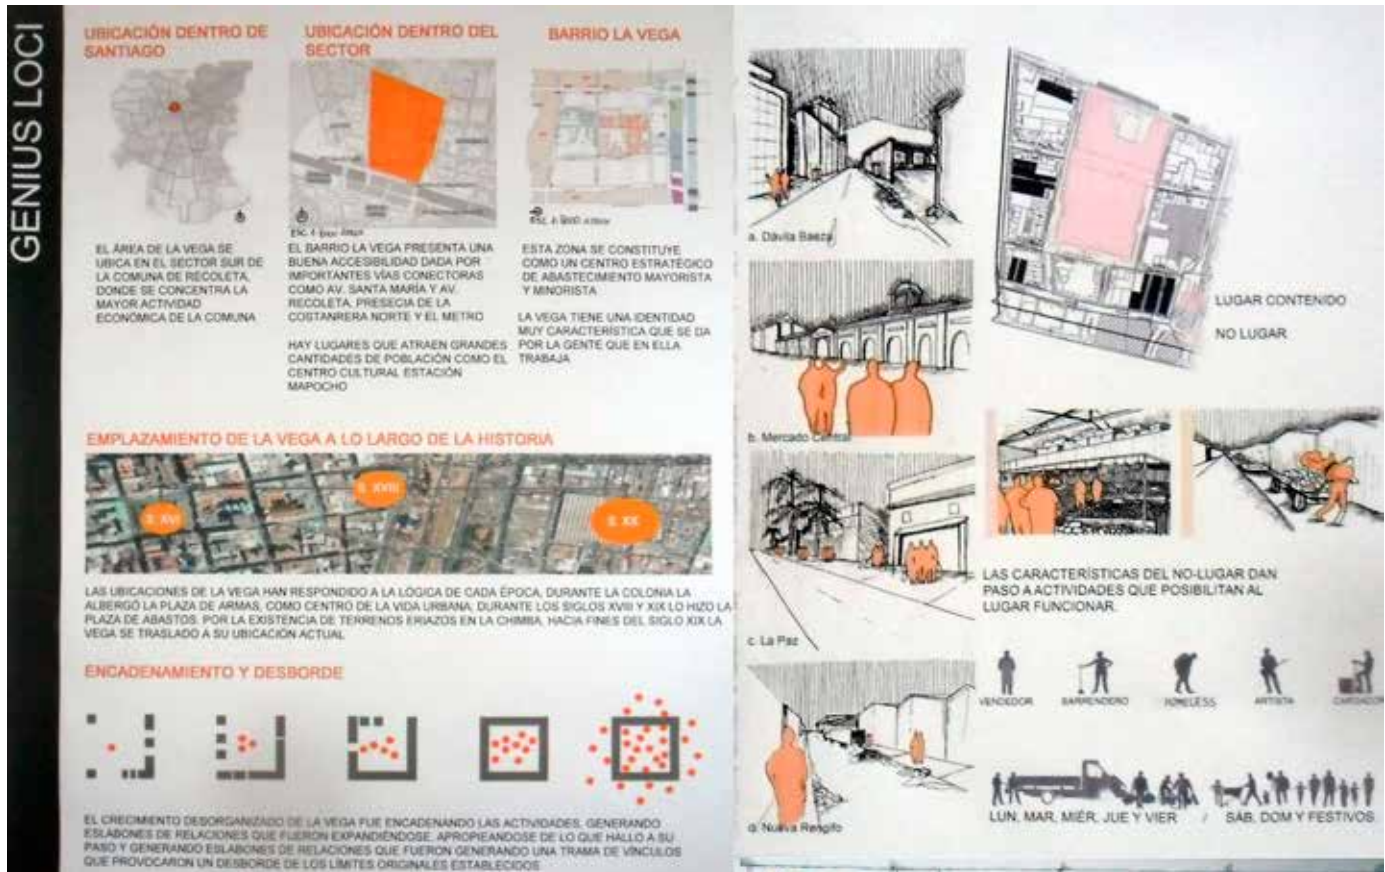 GENIUS LOCI
UBICACIÓN DENTRO DE
SANTIAGO
EL ÁREA DE LA VEGA SE
UBICA EN EL SECTOR SUR DE
LA COMUNA DE RECOLETA,
DONDE SE CONCENTRA LA
MAYOR ACTIVIDAD
ECONÓMICA DE LA COMUNA
UBICACIÓN DENTRO DEL
SECTOR
EL BARRIO LA VEGA PRESENTA UNA
BUENA ACCESIBILIDAD DADA POR
IMPORTANTES VÍAS CONECTORAS
COMO AV. SANTA MARÍA Y AV.
RECOLETA, PRESECIA DE LA
COSTANRERA NORTE Y EL METRO
HAY LUGARES QUE ATRAEN GRANDES
CANTIDADES DE POBLACIÓN COMO EL
CENTRO CULTURAL ESTACIÓN
MAPOCHO
BARRIO LA VEGA
ESTA ZONA SE CONSTITUYE
COMO UN CENTRO ESTRATÉGICO
DE ABASTECIMIENTO MAYORISTA
Y MINORISTA
LA VEGA TIENE UNA IDENTIDAD
MUY CARACTERÍSTICA QUE SE DA
POR LA GENTE QUE EN ELLA
TRABAJA
EMPLAZAMIENTO DE LA VEGA A LO LARGO DE LA HISTORIA
S. XVI
S. XVIII
S. XX
LAS UBICACIONES DE LA VEGA HAN RESPONDIDO A LA LÓGICA DE CADA ÉPOCA, DURANTE LA COLONIA LA
ALBERGÓ LA PLAZA DE ARMAS, COMO CENTRO DE LA VIDA URBANA; DURANTE LOS SIGLOS XVIII Y XIX LO HIZO LA
PLAZA DE ABASTOS. POR LA EXISTENCIA DE TERRENOS ERIAZOS EN LA CHIMBA, HACIA FINES DEL SIGLO XIX LA
VEGA SE TRASLADO A SU UBICACIÓN ACTUAL
ENCADENAMIENTO Y DESBORDE
EL CRECIMIENTO DESORGANIZADO DE LA VEGA FUE ENCADENANDO LAS ACTIVIDADES, GENERANDO
ESLABONES DE RELACIONES QUE FUERON EXPANDIÉNDOSE, APROPIEANDOSE DE LO QUE HALLO A SU
PASO Y GENERANDO ESLABONES DE RELACIONES QUE FUERON GENERANDO UNA TRAMA DE VÍNCULOS
QUE PROVOCARON UN DESBORDE DE LOS LÍMITES ORIGINALES ESTABLECIDOS
a. Dávila Baeza
b. Mercado Central
c. La Paz
d. Nueva Rengifo
LUGAR CONTENIDO
NO LUGAR
LAS CARACTERÍSTICAS DEL NO-LUGAR DAN
PASO A ACTIVIDADES QUE POSIBILITAN AL
LUGAR FUNCIONAR.
VENDEDOR
BARRENDERO
HOMELESS
ARTISTA
CARGADOR
LUN, MAR, MIÉR, JUE Y VIER / SÁB, DOM Y FESTIVOS